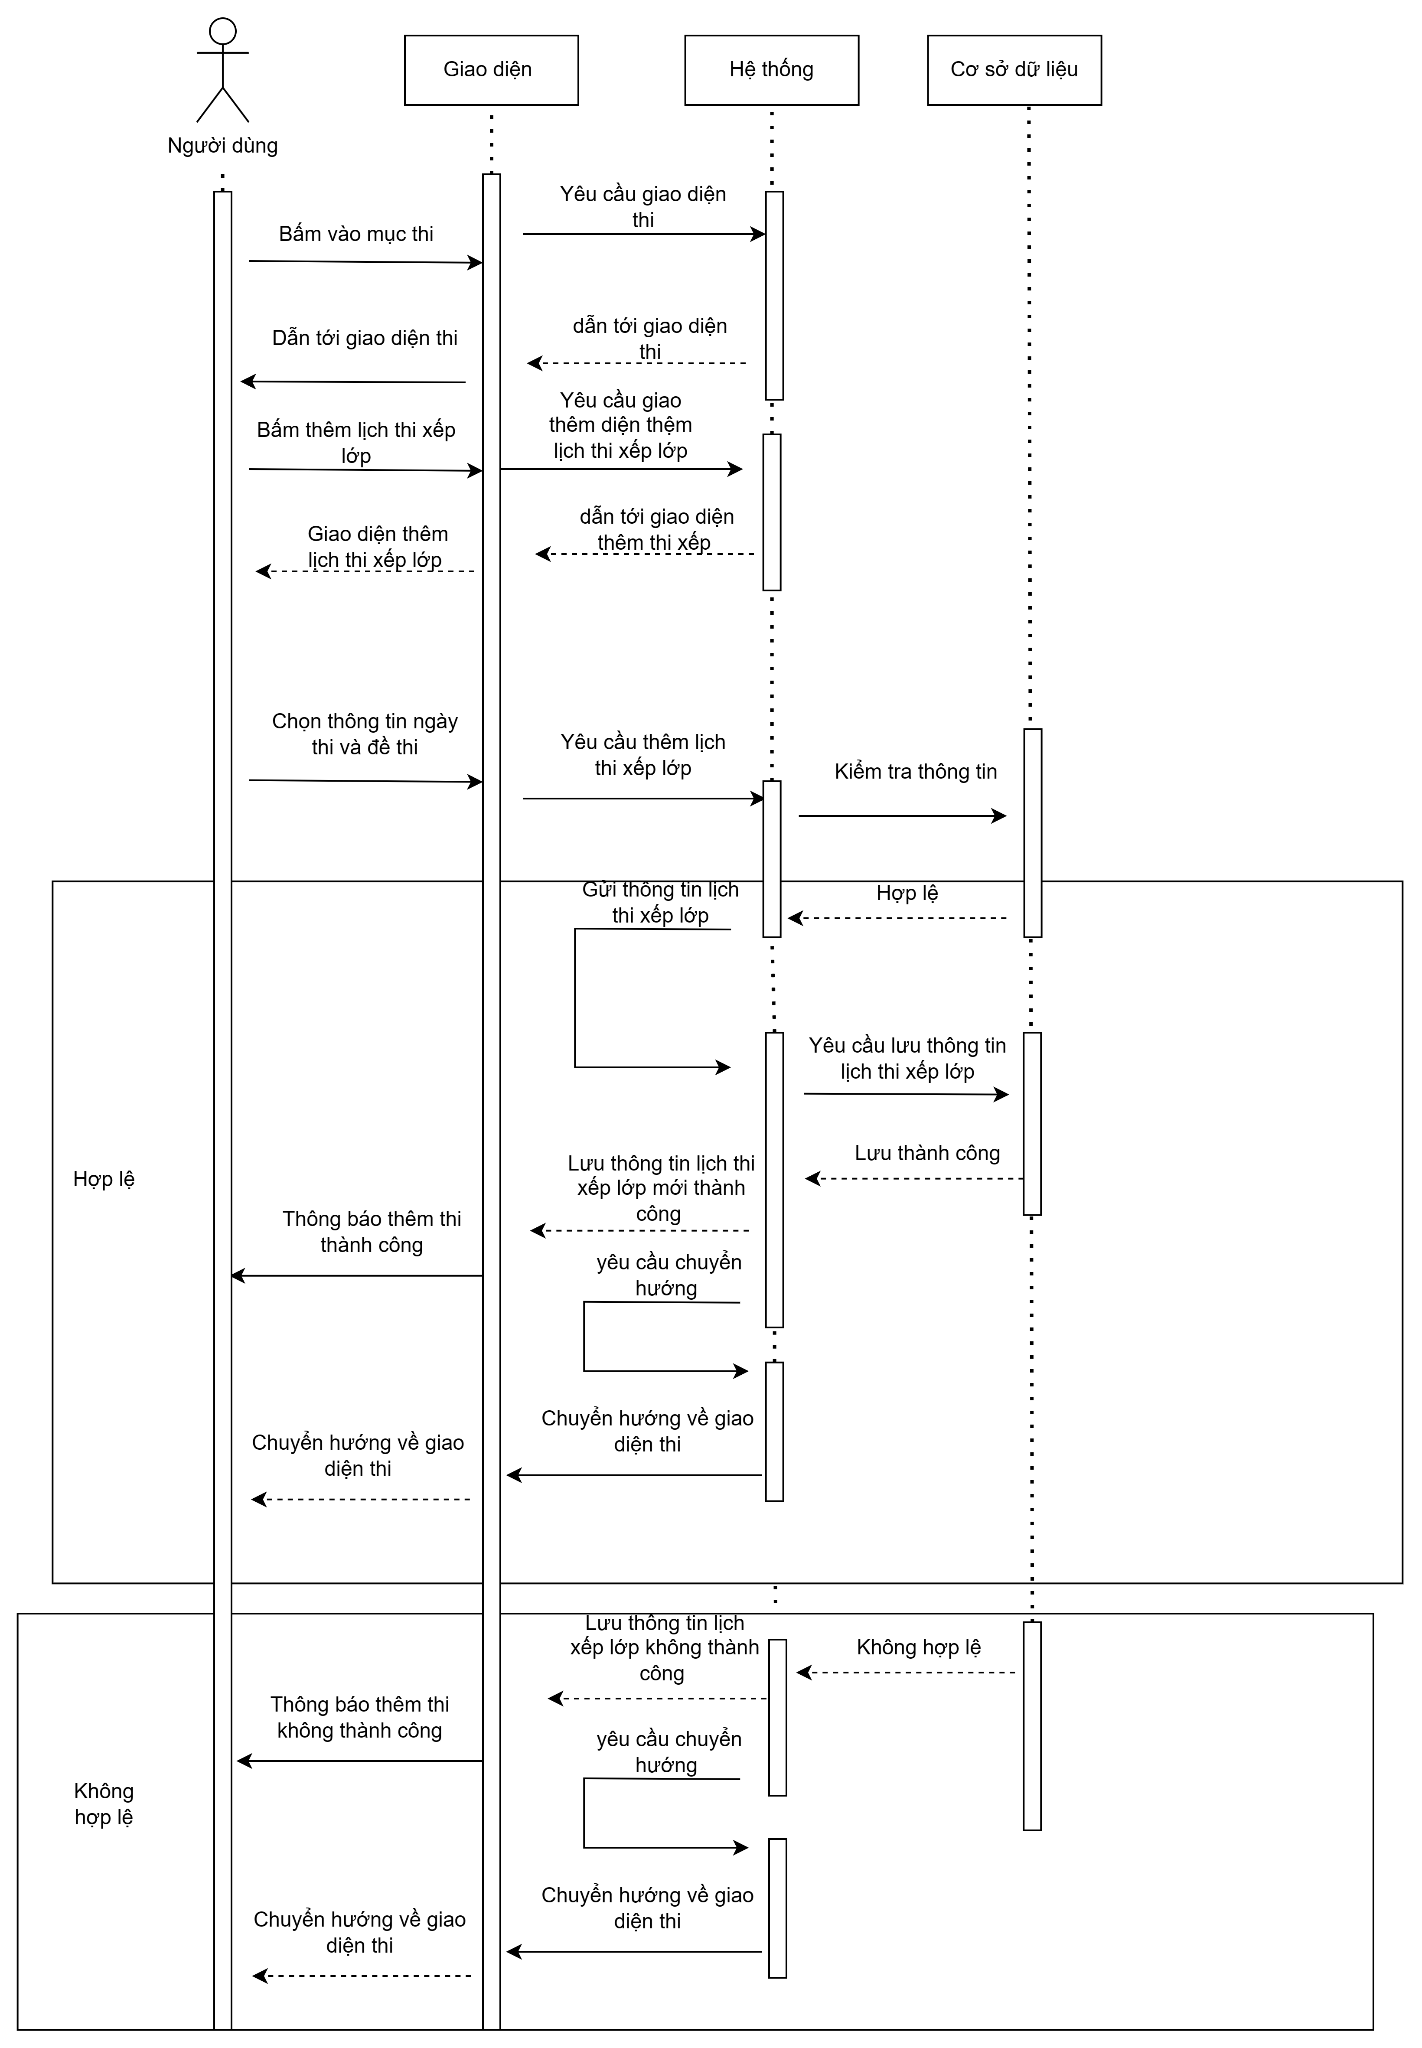 Giao diện
Hệ thống
Cơ sở dữ liệu
Người dùng
Yêu cầu giao diện
thi
Bấm vào mục thi
dẫn tới giao diện
thi
Dẫn tới giao diện thi
Yêu cầu giao
thêm diện thệm
lịch thi xếp lớp
Bấm thêm lịch thi xếp
lớp
dẫn tới giao diện
thêm thi xếp
Giao diện thêm
lịch thi xếp lớp
Chọn thông tin ngày
thi và đề thi
Yêu cầu thêm lịch
thi xếp lớp
Kiểm tra thông tin
Gửi thông tin lịch
thi xếp lớp
Hợp lệ
Yêu cầu lưu thông tin
lịch thi xếp lớp
Lưu thành công
Hợp lệ
Lưu thông tin lịch thi
xếp lớp mới thành
công
Thông báo thêm thi
thành công
yêu cầu chuyển
hướng
Chuyển hướng về giao
diện thi
Chuyển hướng về giao
diện thi
Lưu thông tin lịch
xếp lớp không thành
công
Không hợp lệ
Thông báo thêm thi
không thành công
yêu cầu chuyển
hướng
Không
hợp lệ
Chuyển hướng về giao
diện thi
Chuyển hướng về giao
diện thi